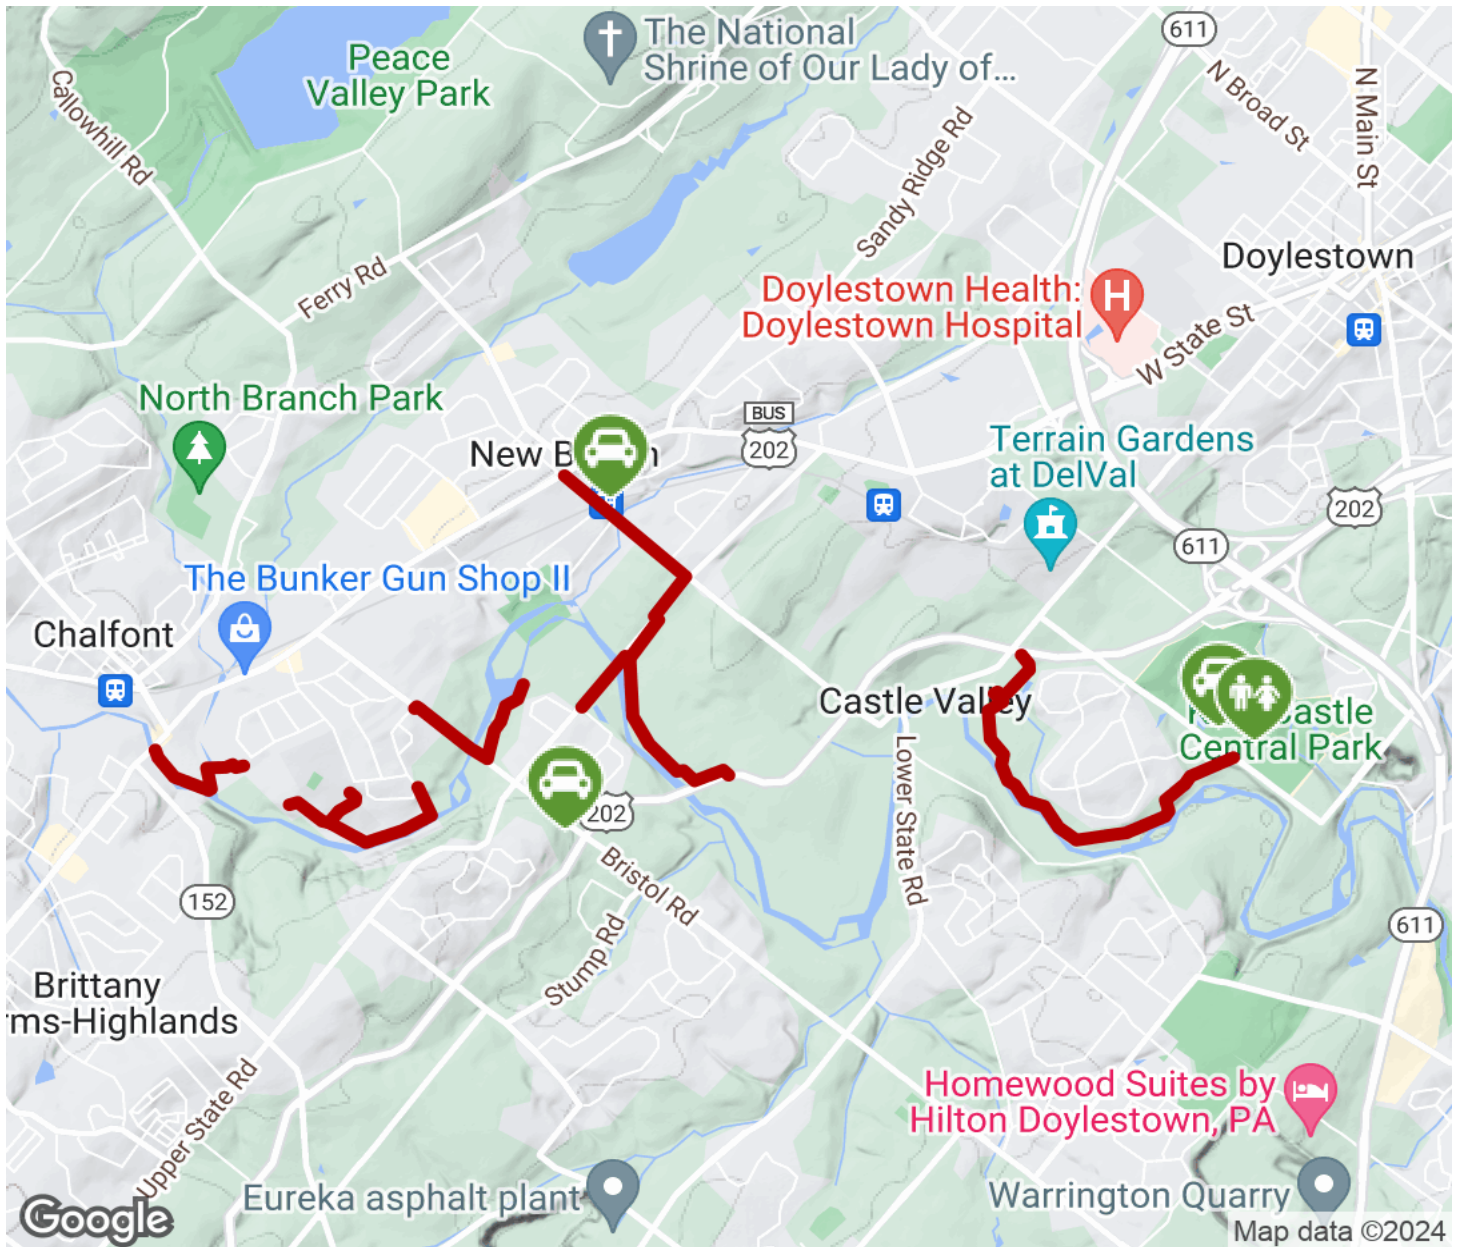 611
The National
Shrine of Our Lady of...
Peace
Valley Park
Callowhill Rd
N Broad St
N Main St
Sandy Ridge Rd
Doylestown
Ferry Rd
Doylestown Health:
Doylestown Hospital
H
W State St
North Branch Park
BUS
202
New B n
Terrain Gardens
at DelVal
202
611
The Bunker Gun Shop II
Chalfont
Castle Valley
castle
Central Park
Lower State Rd
202
Bristol Rd
152
Stump Rd
611
Brittany
rms-Highlands
Upper State Rd
Homewood Suites by
Hilton Doylestown, PA
Eureka asphalt plant
Warrington Quarry
Google
Map data ©2024